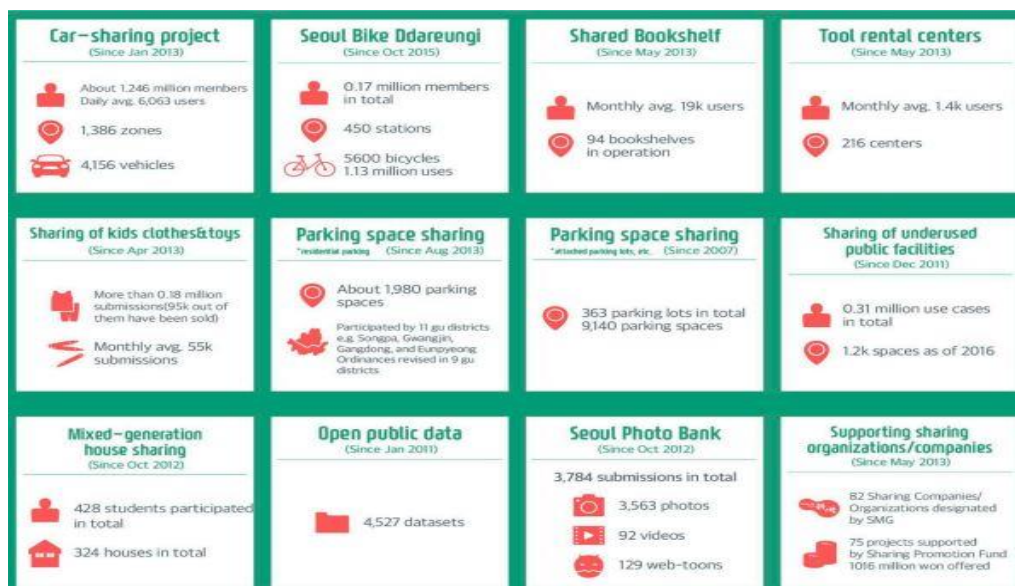 Car-sharing project
(Since Jan 2013)
About 1.246 million members
Daily avg. 6,063 users
1,386 zones
4,156 vehicles
Seoul Bike Ddareungi
(Since Oct 2015)
0.17 million members
in total
450 stations
5600 bicycles
1.13 million uses
Shared Bookshelf
(Since May 2013)
Monthly avg. 19k users
94 bookshelves
in operation
Tool rental centers
(Since May 2013)
Monthly avg. 1.4k users
216 centers
Sharing of kids clothes&toys
(Since Apr 2013)
More than 0.18 million
submissions(95k out of
them have been sold)
Monthly avg. 55k
submissions
Parking space sharing
*residential parking (Since Aug 2013)
About 1,980 parking
spaces
Participated by 11 gu districts
e.g. Songpa, Gwangjin,
Gangdong, and Eunpyeong
Ordinances revised in 9 gu
districts
Parking space sharing
*attached parking lots, etc. (Since 2007)
363 parking lots in total
9,140 parking spaces
Sharing of underused
public facilities
(Since Dec 2011)
0.31 million use cases
in total
1.2k spaces as of 2016
Mixed-generation
house sharing
(Since Oct 2012)
428 students participated
in total
324 houses in total
Open public data
(Since Jan 2011)
4,527 datasets
Seoul Photo Bank
(Since Oct 2012)
3,784 submissions in total
3,563 photos
92 videos
129 web-toons
Supporting sharing
organizations/companies
(Since May 2013)
82 Sharing Companies/
Organizations designated
by SMG
75 projects supported
by Sharing Promotion Fund
1016 million won offered